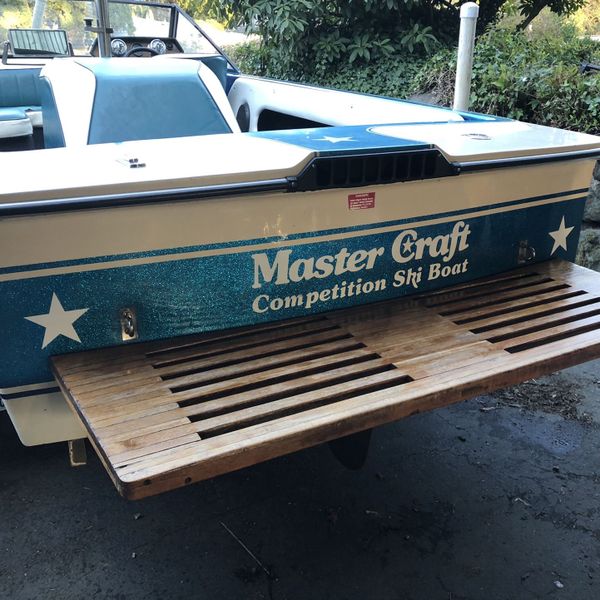 Master Craft
Competition Ski Boat